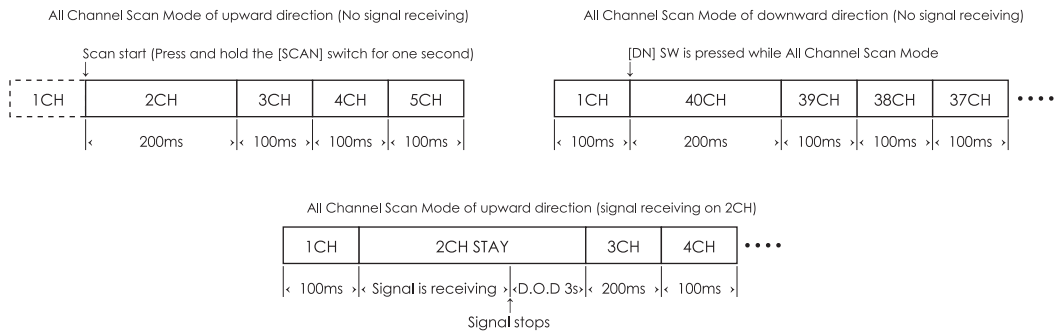 All Channel Scan Mode of upward direction (No signal receiving)
Scan start (Press and hold the [SCAN] switch for one second)
1CH 2CH 3CH 4CH 5CH
200ms 100ms 100ms 100ms
All Channel Scan Mode of downward direction (No signal receiving)
[DN] SW is pressed while All Channel Scan Mode
1CH 40CH 39CH 38CH 37CH
100ms 200ms 100ms 100ms 100ms
All Channel Scan Mode of upward direction (signal receiving on 2CH)
1CH 2CH STAY 3CH 4CH
100ms Signal is receiving D.O.D 3s 200ms 100ms
Signal stops